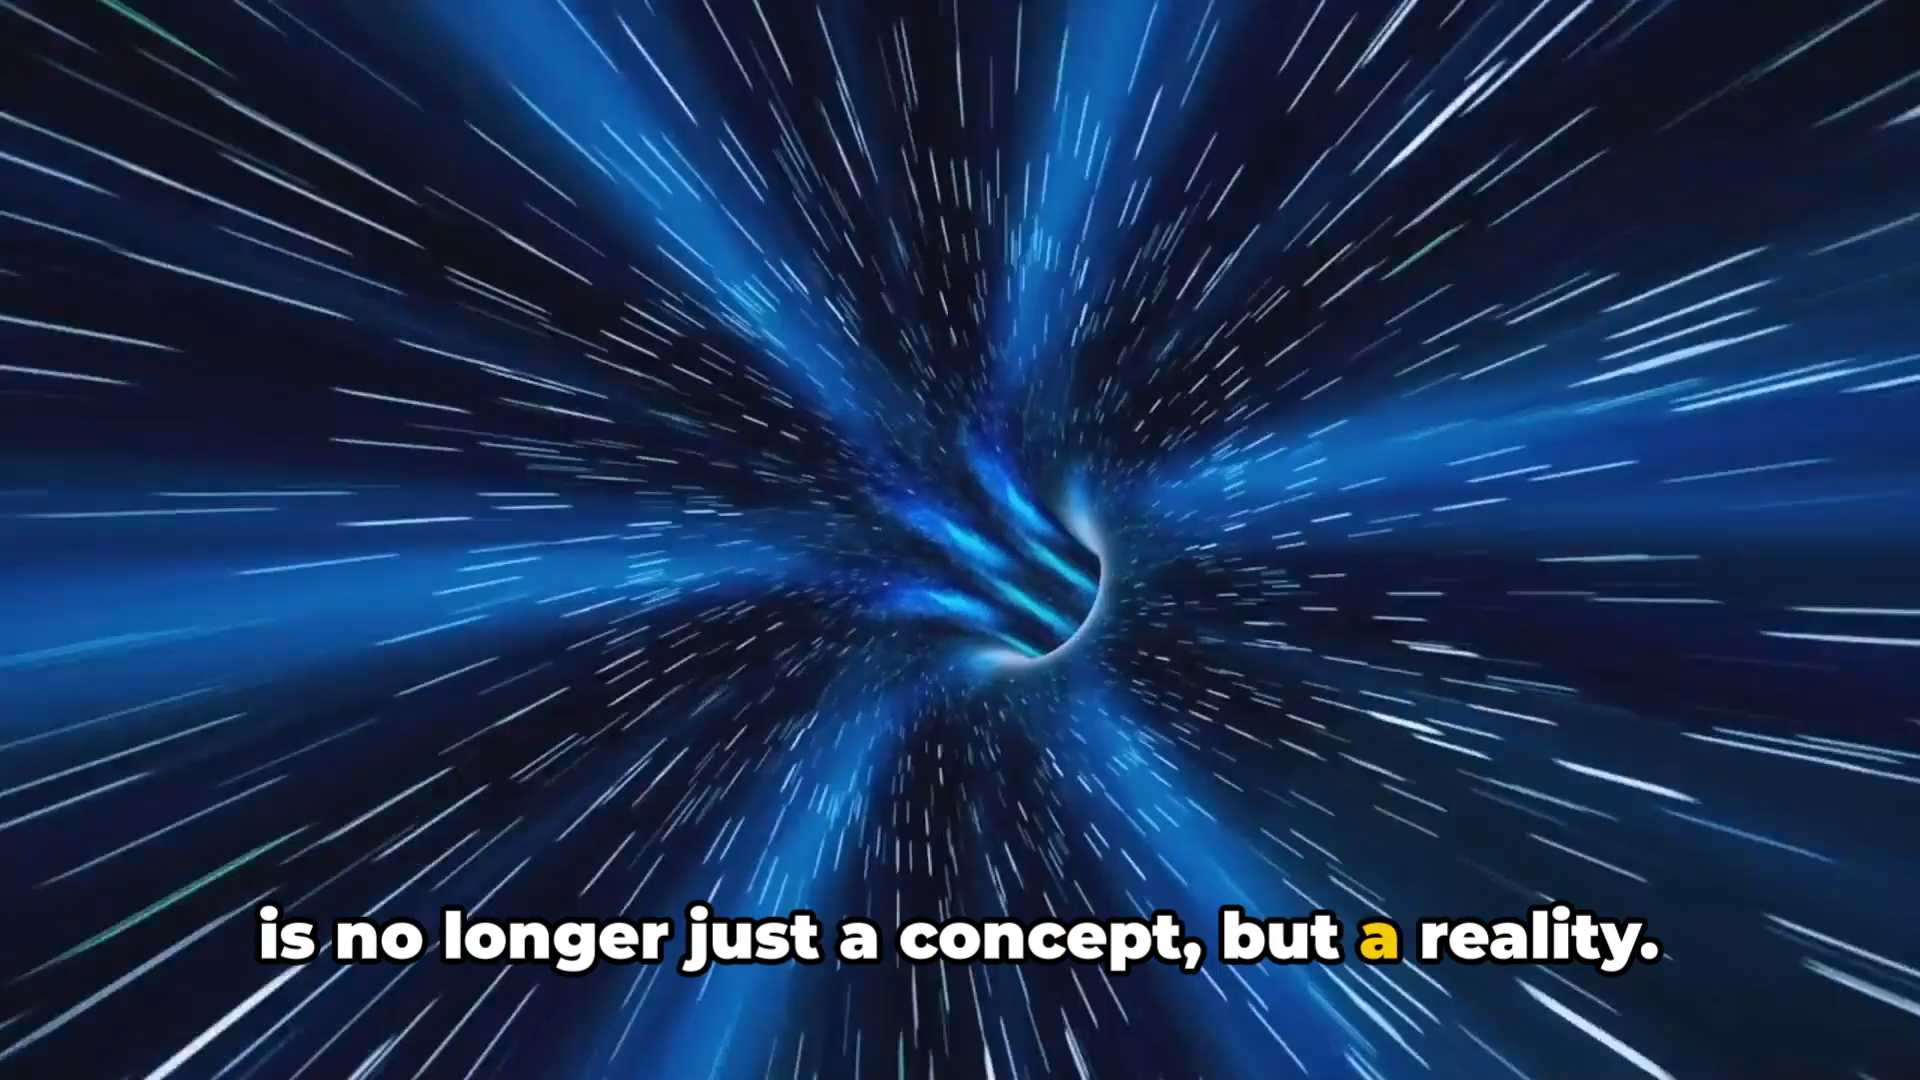 is no longer just a concept, but a reality.